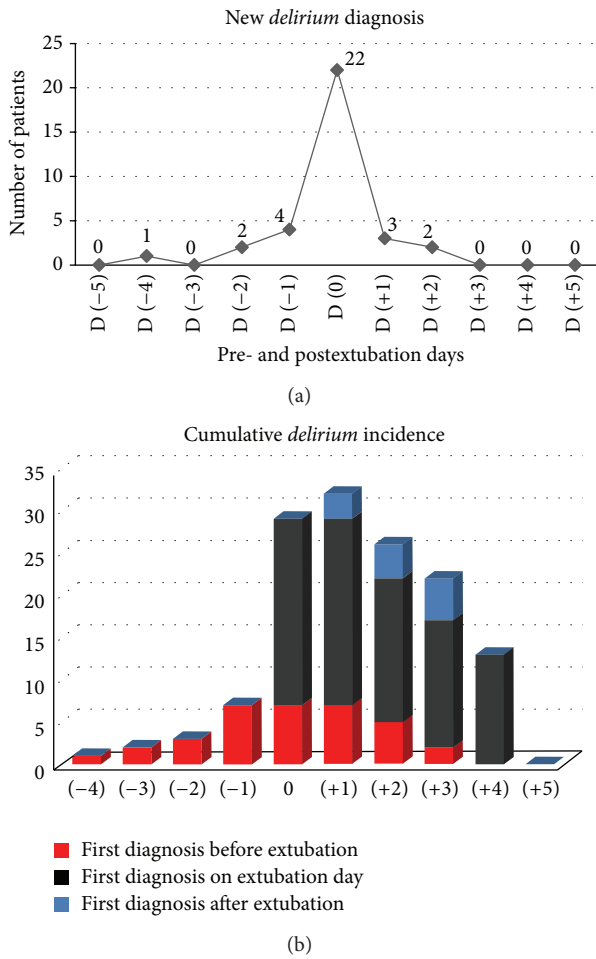 New delirium diagnosis
25
20
15
10
5
0
Number of patients
0 1 0 2 4 22 3 2 0 0 0
D (−5) D (−4) D (−3) D (−2) D (−1) D (0) D (+1) D (+2) D (+3) D (+4) D (+5)
Pre- and postextubation days
(a)
Cumulative delirium incidence
35
30
25
20
15
10
5
0
(−4) (−3) (−2) (−1) 0 (+1) (+2) (+3) (+4) (+5)
First diagnosis before extubation
First diagnosis on extubation day
First diagnosis after extubation
(b)